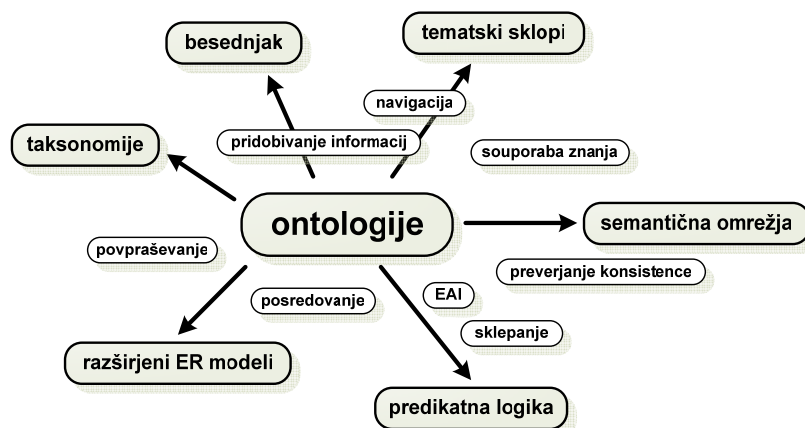 tematski sklopi
besednjak
navigacija
pridobivanje informacij
taksonomije
souporaba znanja
ontologije
semantična omrežja
povpraševanje
preverjanje konsistence
posredovanje
EAI
sklepanje
razširjeni ER modeli
predikatna logika